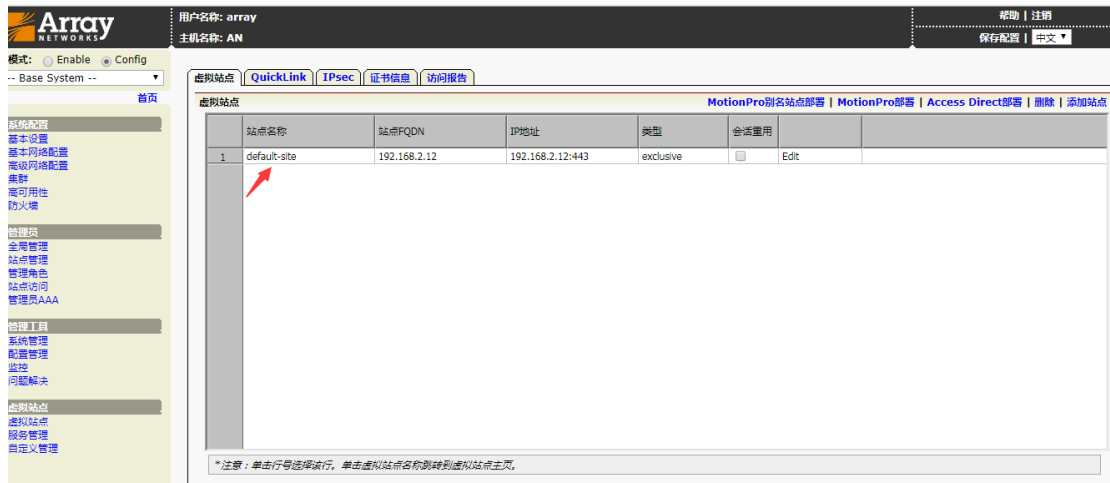 Array
NETWORKS
用户名称: array
主机名称: AN
帮助 | 注销
保存配置 | 中文
模式: Enable Config
-- Base System --
首页
系统配置
基本设置
基本网络配置
高级网络配置
集群
高可用性
防火墙
管理员
全局管理
站点管理
管理角色
站点访问
管理员AAA
管理工具
系统管理
配置管理
监控
问题解决
虚拟站点
虚拟站点
服务管理
自定义管理
虚拟站点 QuickLink IPsec 证书信息 访问报告
虚拟站点 MotionPro别名站点部署 | MotionPro部署 | Access Direct部署 | 删除 | 添加站点
站点名称 站点FQDN IP地址 类型 会话重用
1 default-site 192.168.2.12 192.168.2.12:443 exclusive Edit
*注意：单击行号选择该行。单击虚拟站点名称跳转到虚拟站点主页。